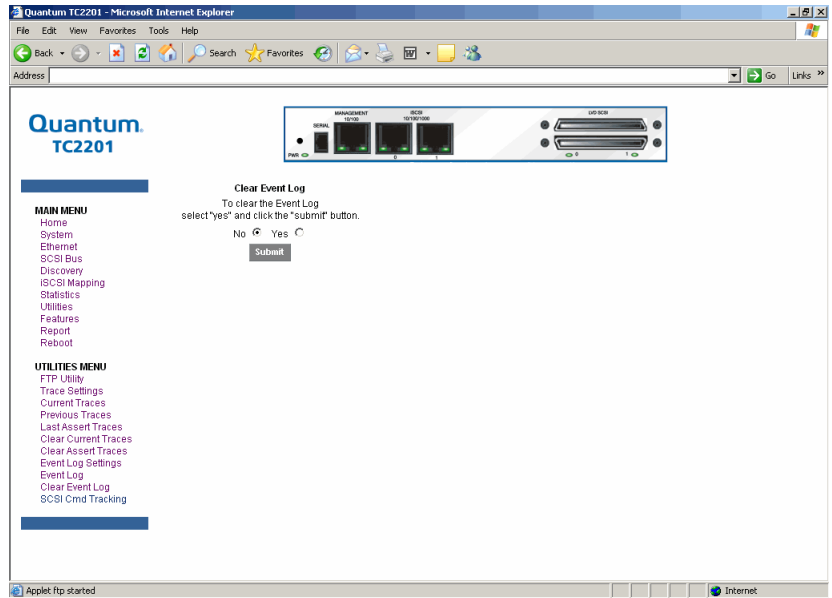 Quantum TC2201 - Microsoft Internet Explorer
File Edit View Favorites Tools Help
Back Search Favorites
Address Go Links »
Quantum.
TC2201
MANAGEMENT
10/100
iSCSI
10/100/1000
LVD SCSI
SERIAL
PWR 0 1 0 1
Clear Event Log
To clear the Event Log
select "yes" and click the "submit" button.
No Yes
Submit
MAIN MENU
Home
System
Ethernet
SCSI Bus
Discovery
iSCSI Mapping
Statistics
Utilities
Features
Report
Reboot
UTILITIES MENU
FTP Utility
Trace Settings
Current Traces
Previous Traces
Last Assert Traces
Clear Current Traces
Clear Assert Traces
Event Log Settings
Event Log
Clear Event Log
SCSI Cmd Tracking
Applet ftp started Internet